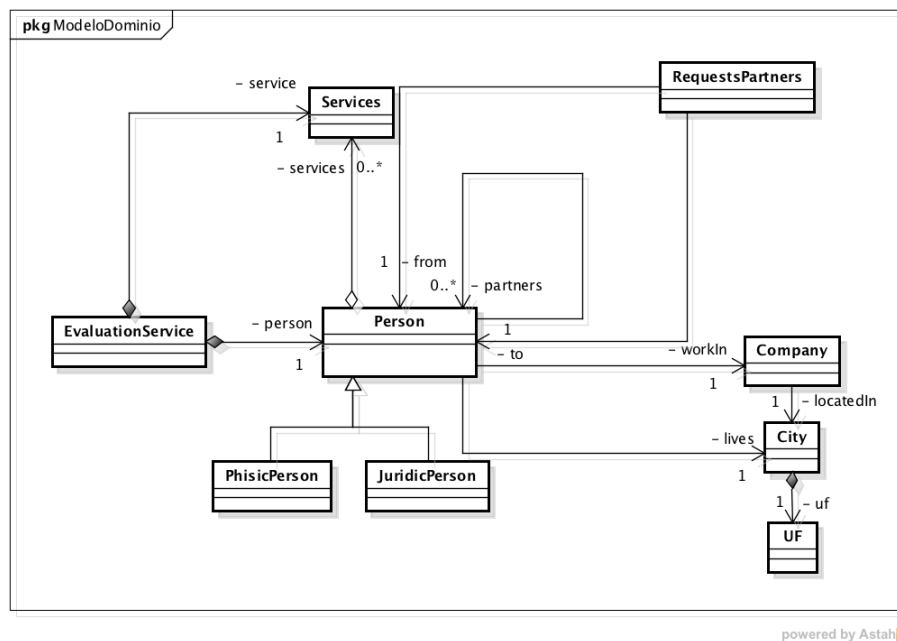 pkg ModeloDominio
- service
Services
1
RequestsPartners
- services 0..*
1 - from
0..* - partners
EvaluationService
- person
1
Person
1
- to
- workIn
1
Company
1 - locatedIn
- lives
1
City
1 - uf
UF
PhisicPerson
JuridicPerson
powered by Astah